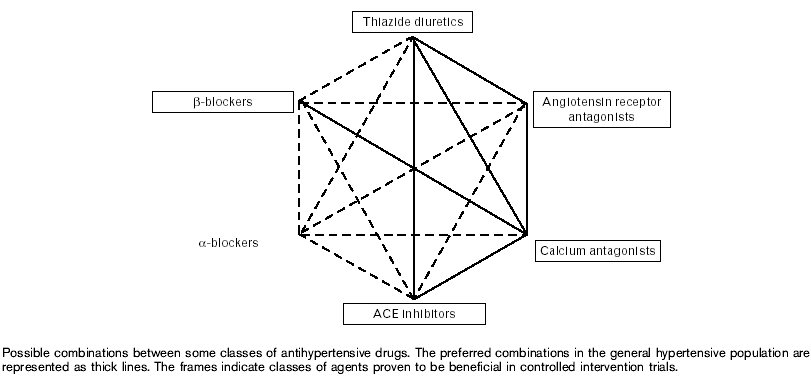 Thiazide diuretics
β-blockers
Angiotensin receptor
antagonists
α-blockers
Calcium antagonists
ACE inhibitors
Possible combinations between some classes of antihypertensive drugs. The preferred combinations in the general hypertensive population are
represented as thick lines. The frames indicate classes of agents proven to be beneficial in controlled intervention trials.